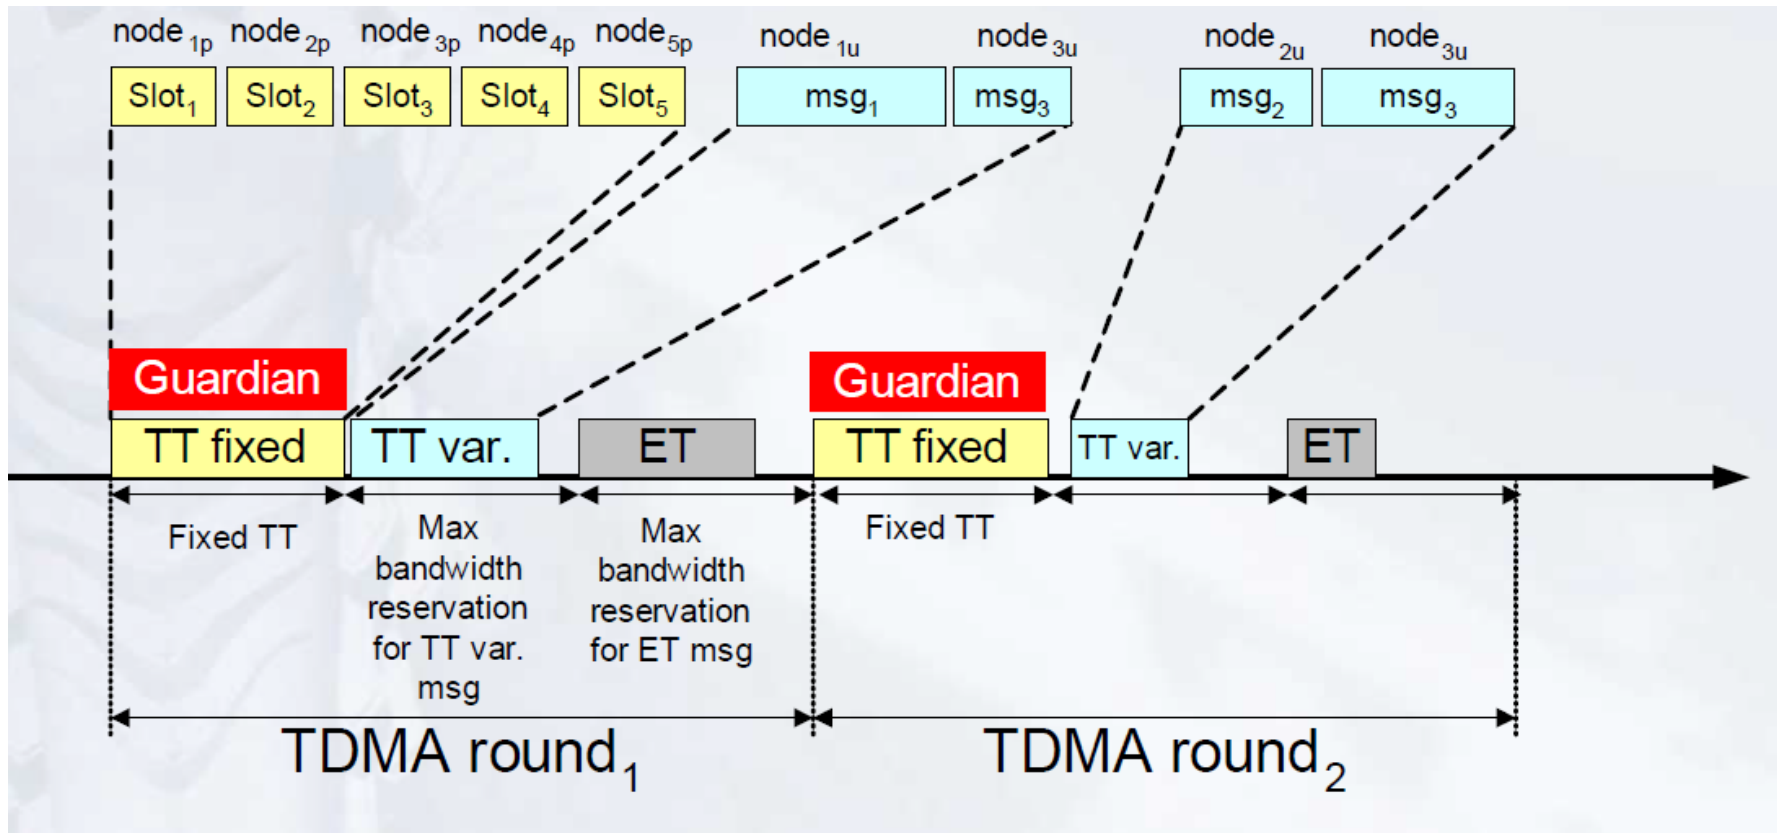 node1p node2p node3p node4p node5p node1u node3u node2u node3u
Slot1 Slot2 Slot3 Slot4 Slot5 msg1 msg3 msg2 msg3
Guardian Guardian
TT fixed TT var. ET TT fixed TT var. ET
Fixed TT
Max
bandwidth
reservation
for TT var.
msg
Max
bandwidth
reservation
for ET msg
Fixed TT
TDMA round1 TDMA round2